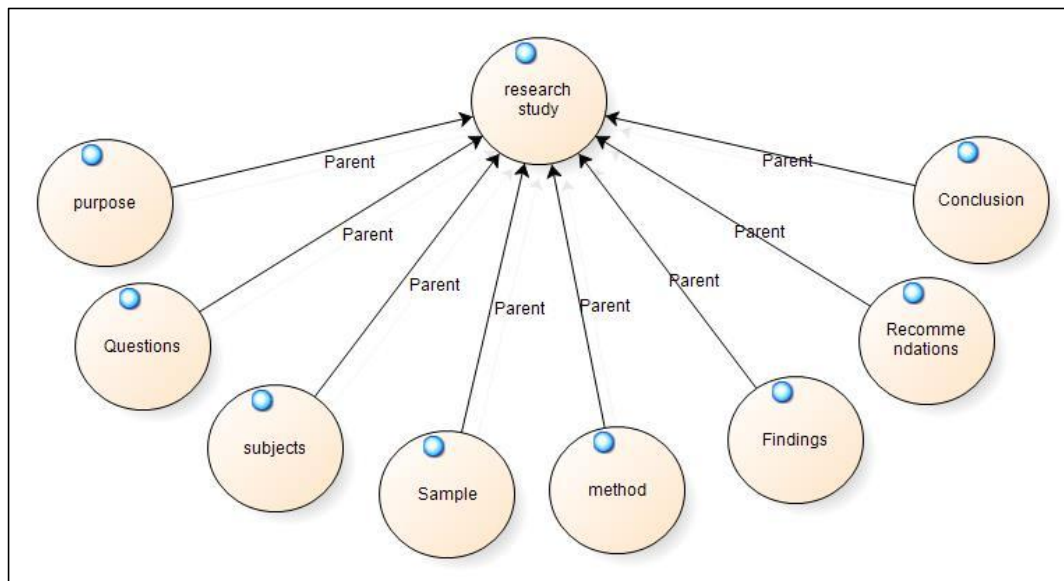 research
study
purpose
Parent
Parent
Conclusion
Questions
Parent
Parent
Recomme
ndations
subjects
Parent
Parent
Sample
Parent
method
Parent
Findings